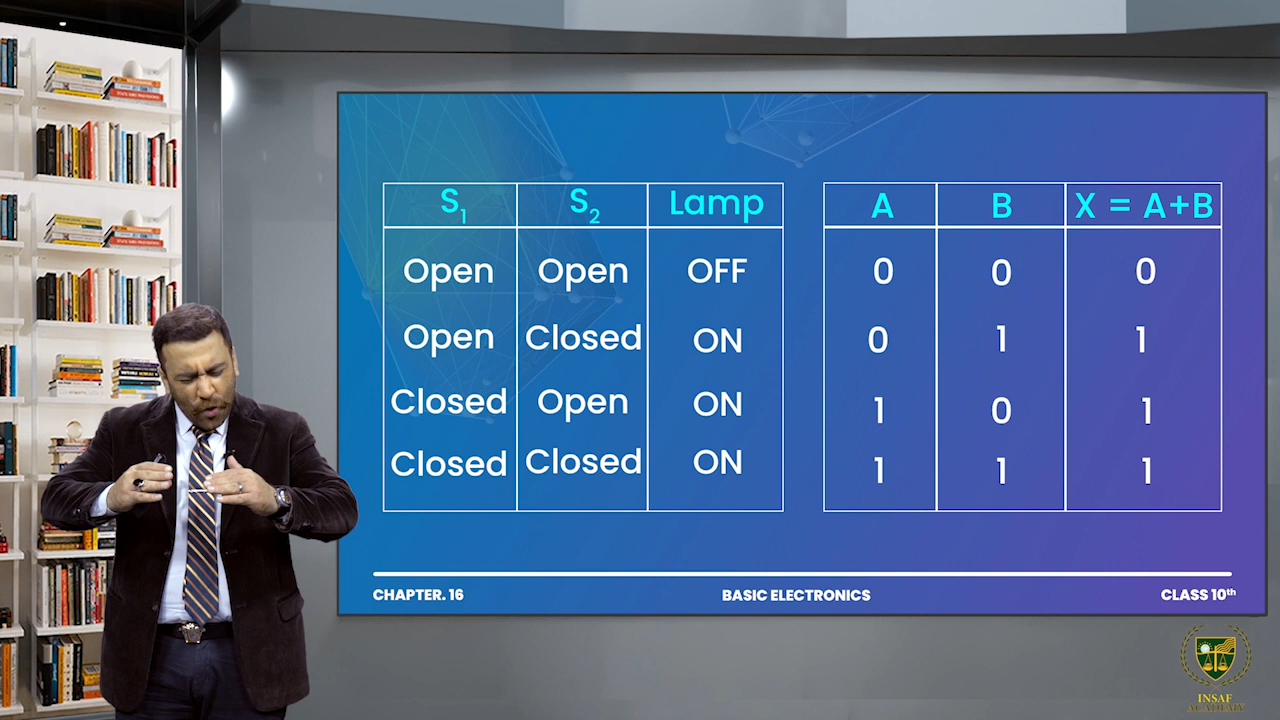 S1 S2 Lamp
Open Open OFF
Open Closed ON
Closed Open ON
Closed Closed ON
A B X = A+B
0 0 0
0 1 1
1 0 1
1 1 1
CHAPTER. 16 BASIC ELECTRONICS CLASS 10th
INSAF
ACADEMY